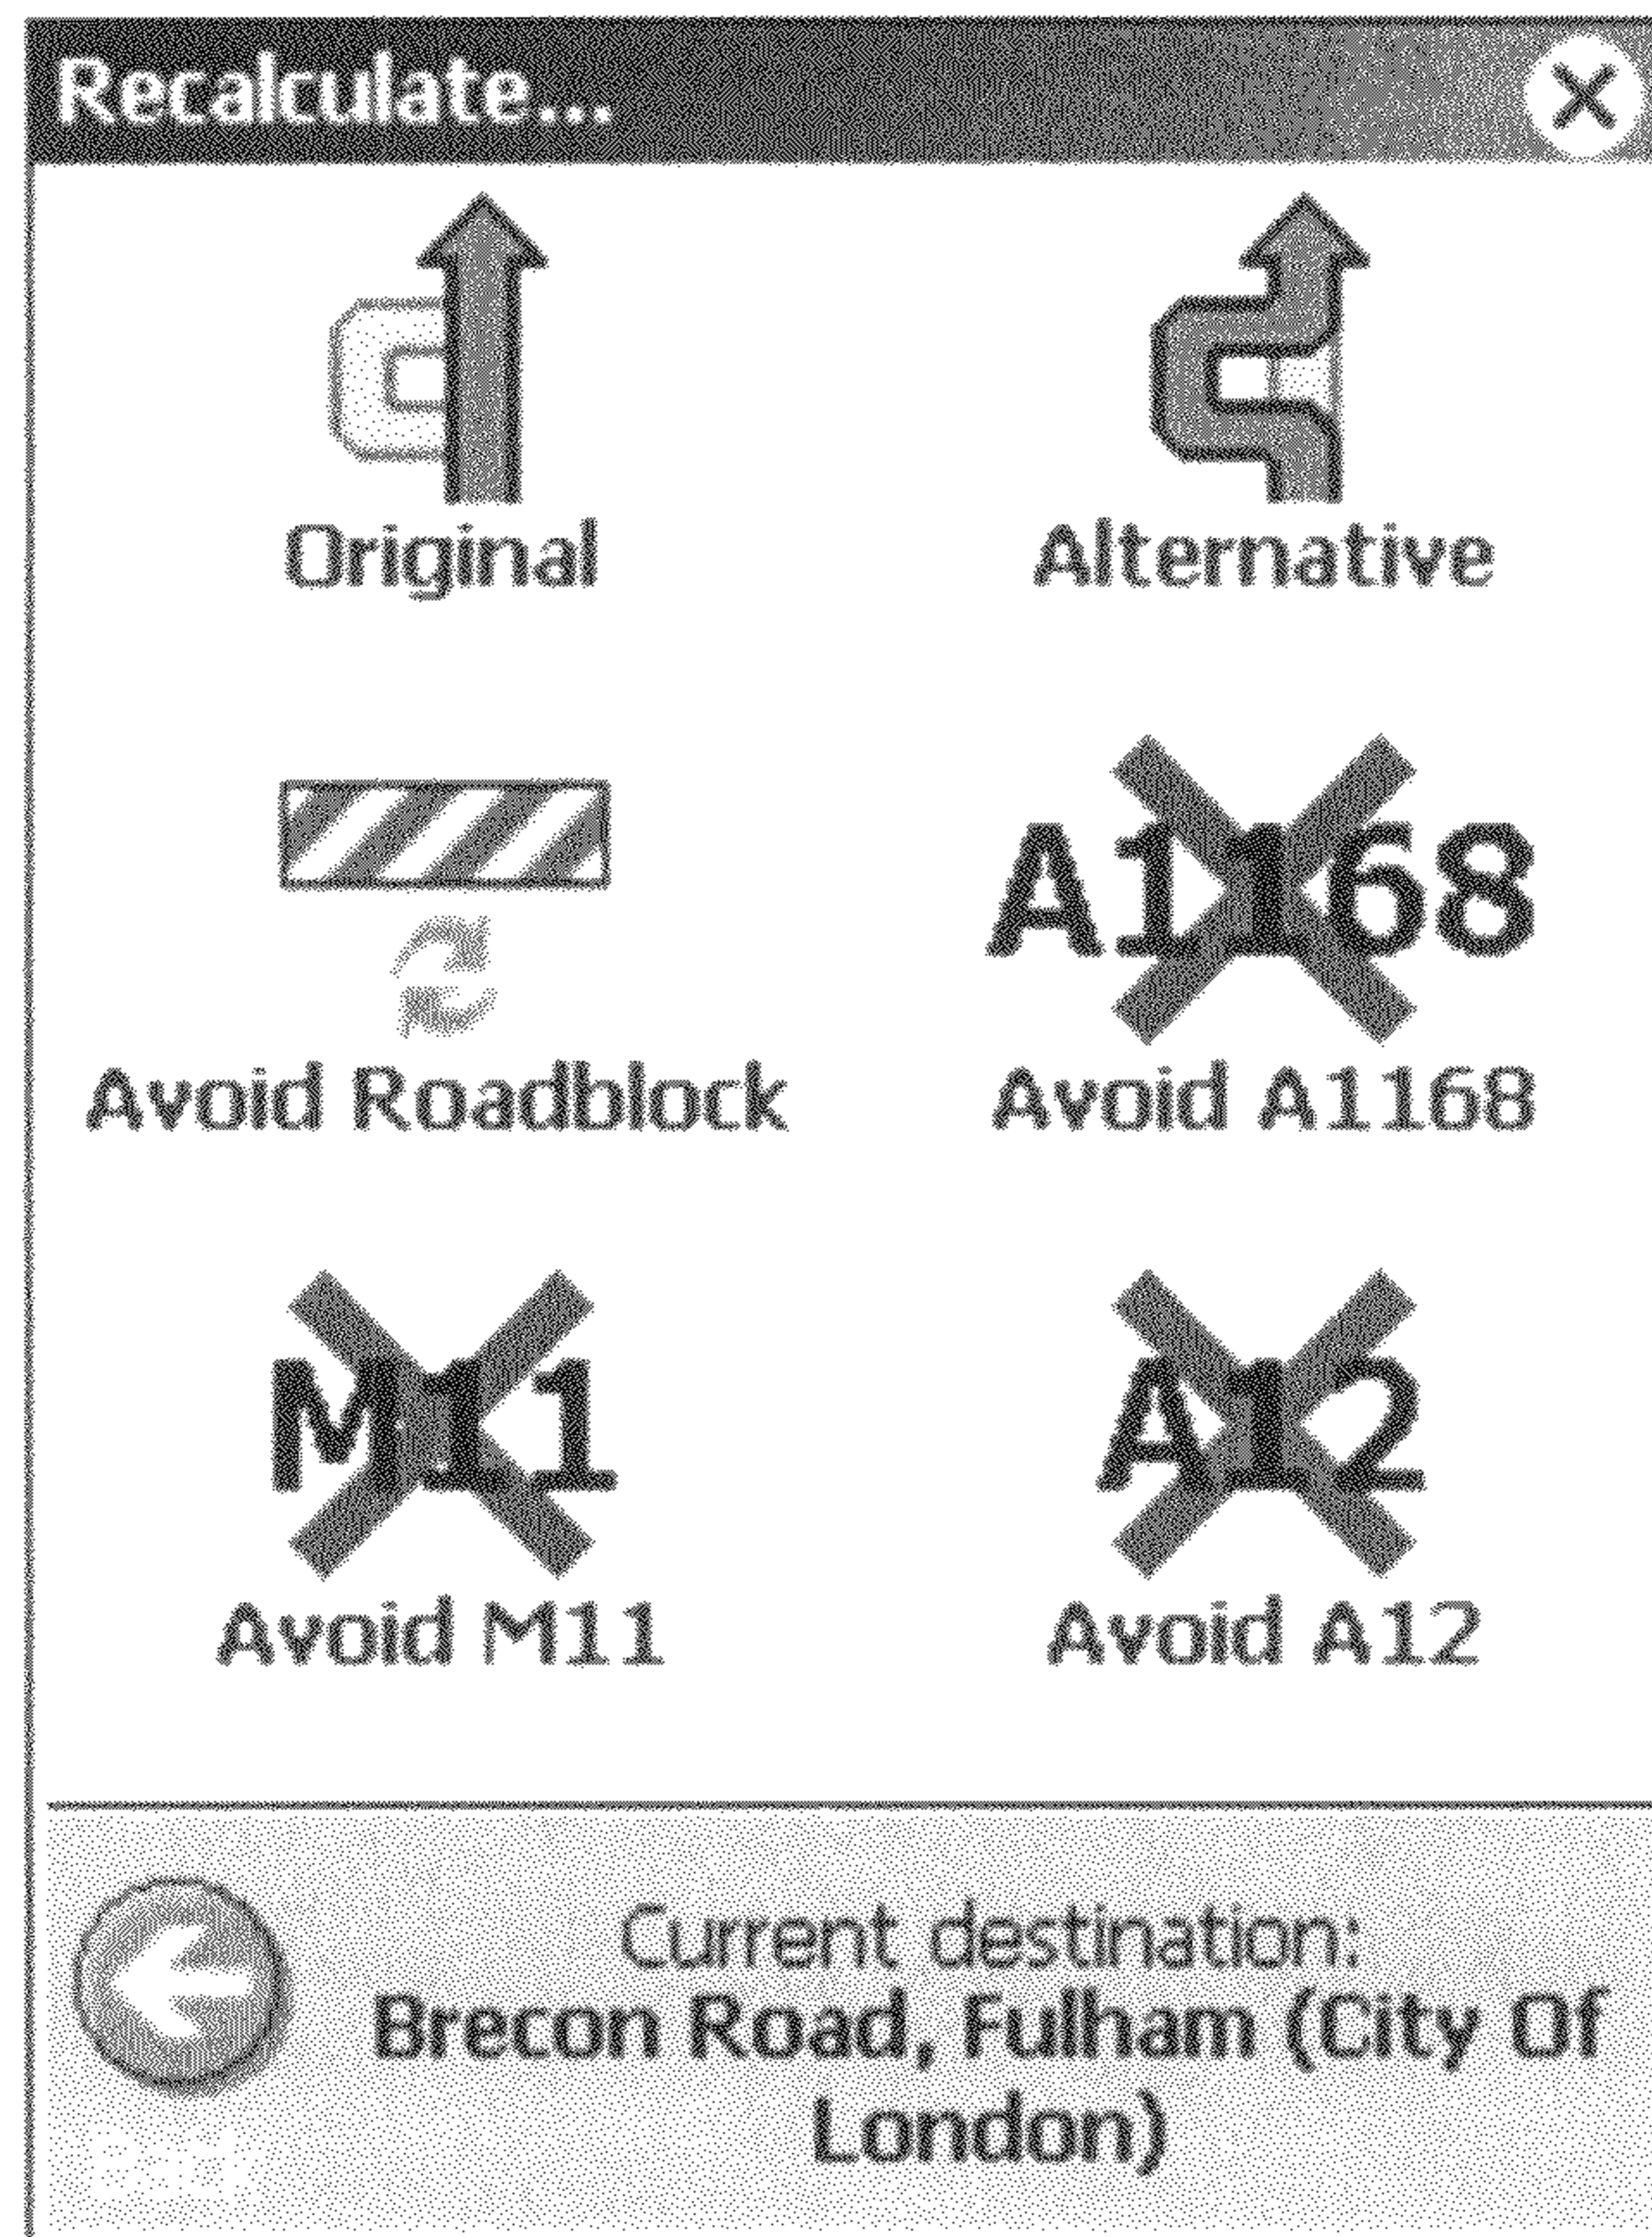 Recalculate...
Original
Alternative
A1168
Avoid Roadblock
Avoid A1168
M11
A12
Avoid M11
Avoid A12
Current destination:
Brecon Road, Fulham (City Of
London)